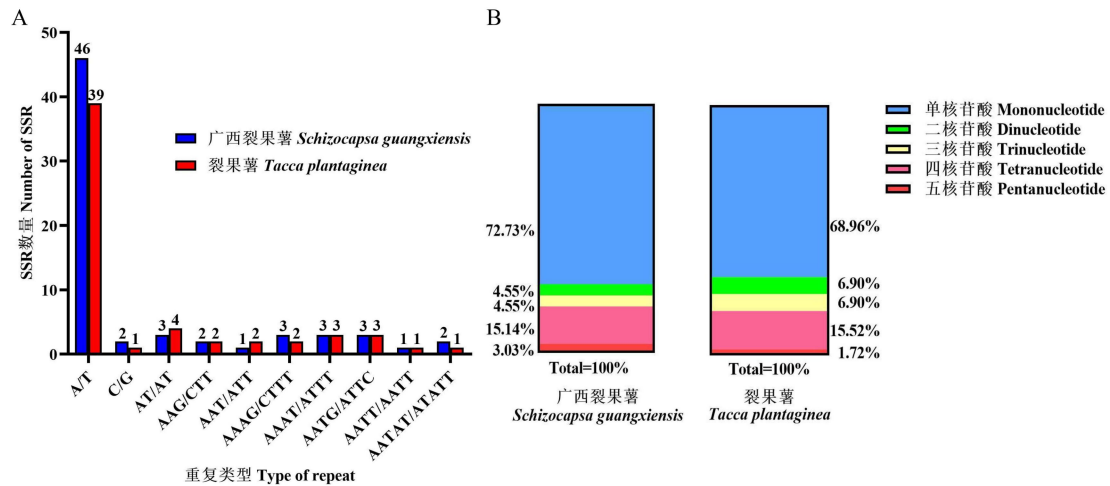 A
SSR数量 Number of SSR
50
40
30
20
10
0
46
39
2
1
3
4
2
2
1
2
3
2
3
3
3
3
1
1
2
1
广西裂果薯 Schizocapsa guangxiensis
裂果薯 Tacca plantaginea
A/T
C/G
AT/AT
AAG/CTT
AAT/ATT
AAAG/CTTT
AAAT/ATTT
AATG/ATTC
AATT/AATT
AATAT/ATATT
重复类型 Type of repeat
B
72.73%
4.55%
4.55%
15.14%
3.03%
Total=100%
广西裂果薯
Schizocapsa guangxiensis
68.96%
6.90%
6.90%
15.52%
1.72%
Total=100%
裂果薯
Tacca plantaginea
单核苷酸 Mononucleotide
二核苷酸 Dinucleotide
三核苷酸 Trinucleotide
四核苷酸 Tetranucleotide
五核苷酸 Pentanucleotide